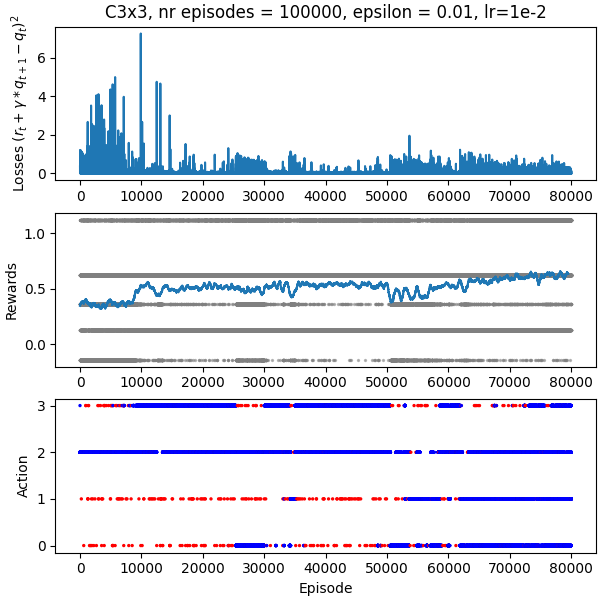 C3x3, nr episodes = 100000, epsilon = 0.01, lr=1e-2
Losses $(r_t + \gamma * q_{t+1} - q_t)^2$
6
4
2
0
0 10000 20000 30000 40000 50000 60000 70000 80000
Rewards
1.0
0.5
0.0
0 10000 20000 30000 40000 50000 60000 70000 80000
Action
3
2
1
0
0 10000 20000 30000 40000 50000 60000 70000 80000
Episode